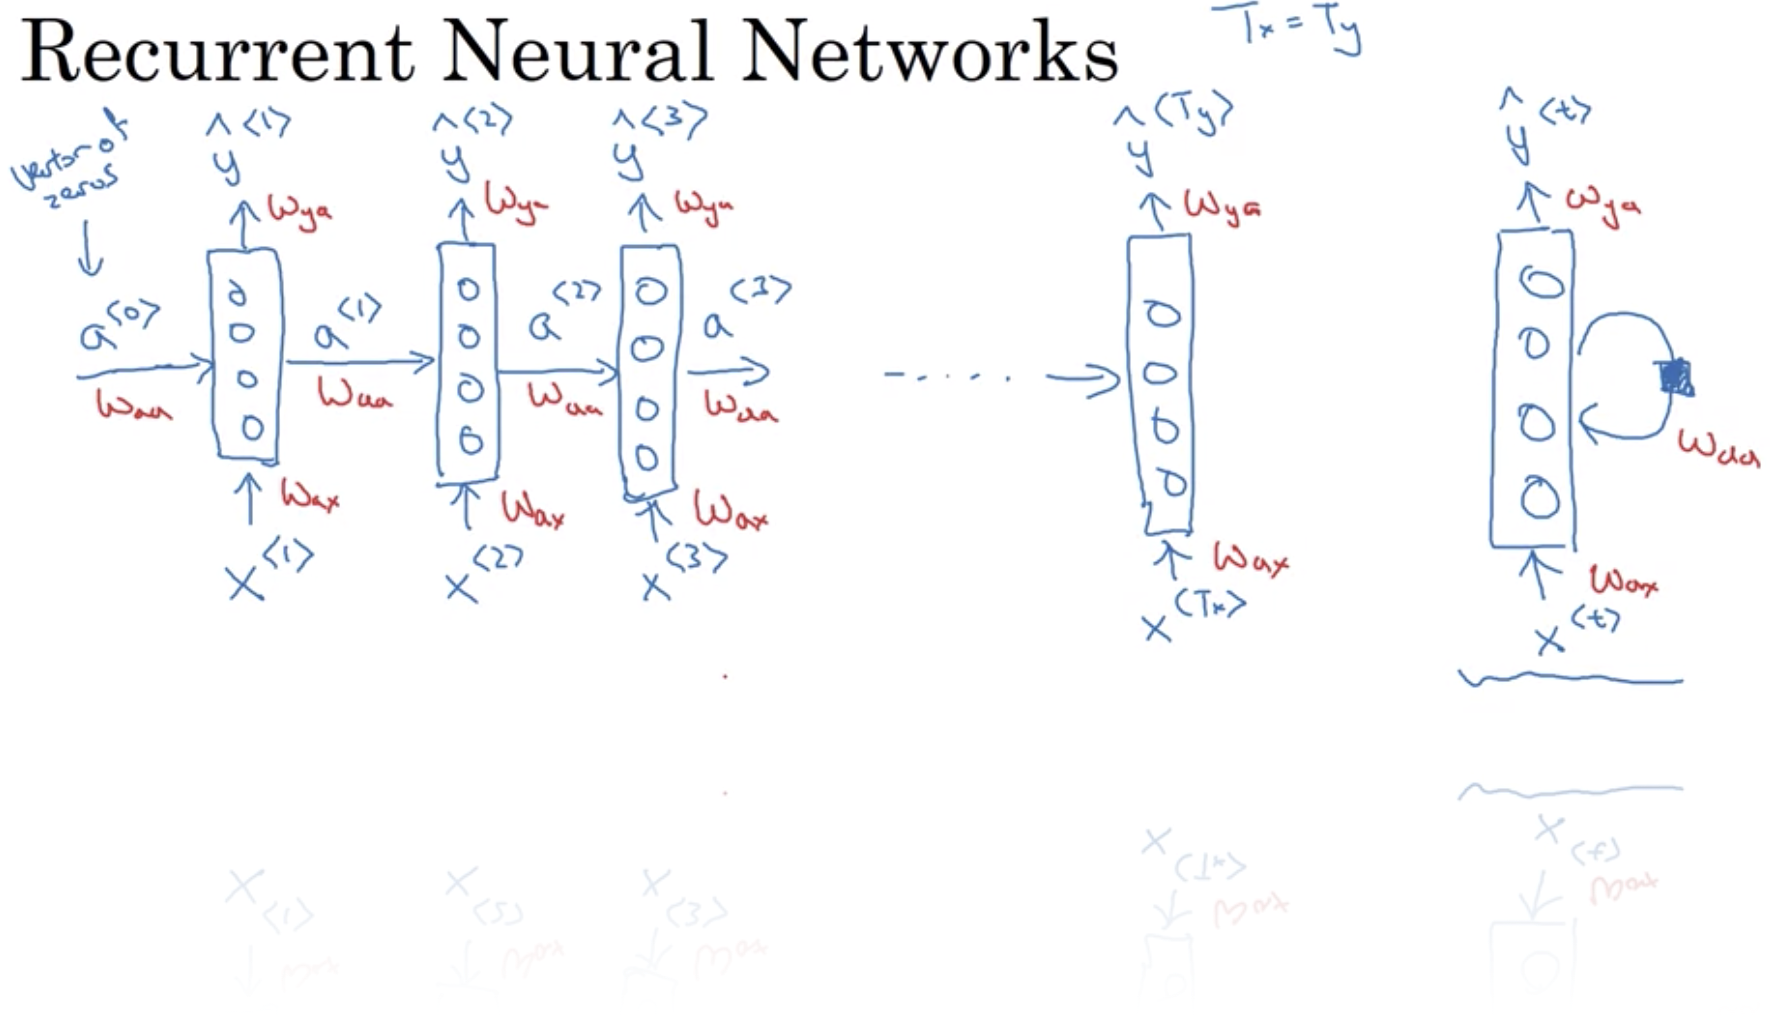 Recurrent Neural Networks
Tx = Ty
vector of
zeros
ŷ<1> ŷ<2> ŷ<3> ŷ<Ty> ŷ<t>
Wya Wya Wya Wya Wya
a<0> a<1> a<2> a<3>
Waa Waa Waa Waa Waa
Wax Wax Wax Wax Wax
x<1> x<2> x<3> x<Tx> x<t>